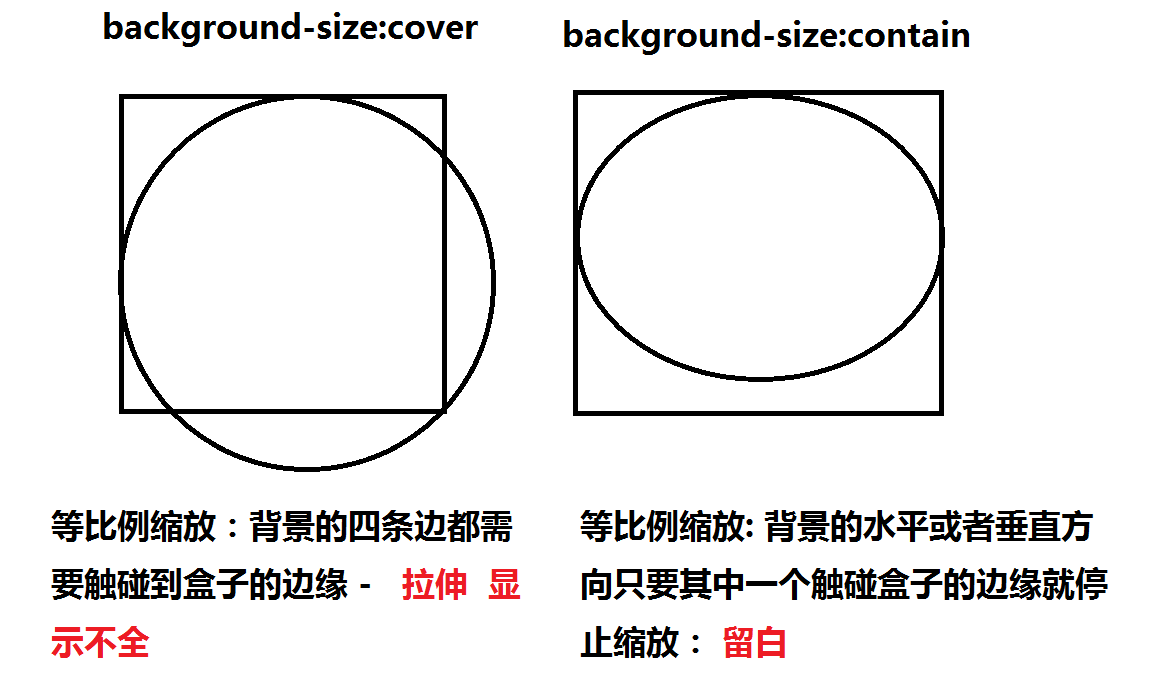 background-size:cover
background-size:contain
等比例缩放：背景的四条边都需
要触碰到盒子的边缘 - 拉伸 显
示不全
等比例缩放: 背景的水平或者垂直方
向只要其中一个触碰盒子的边缘就停
止缩放： 留白